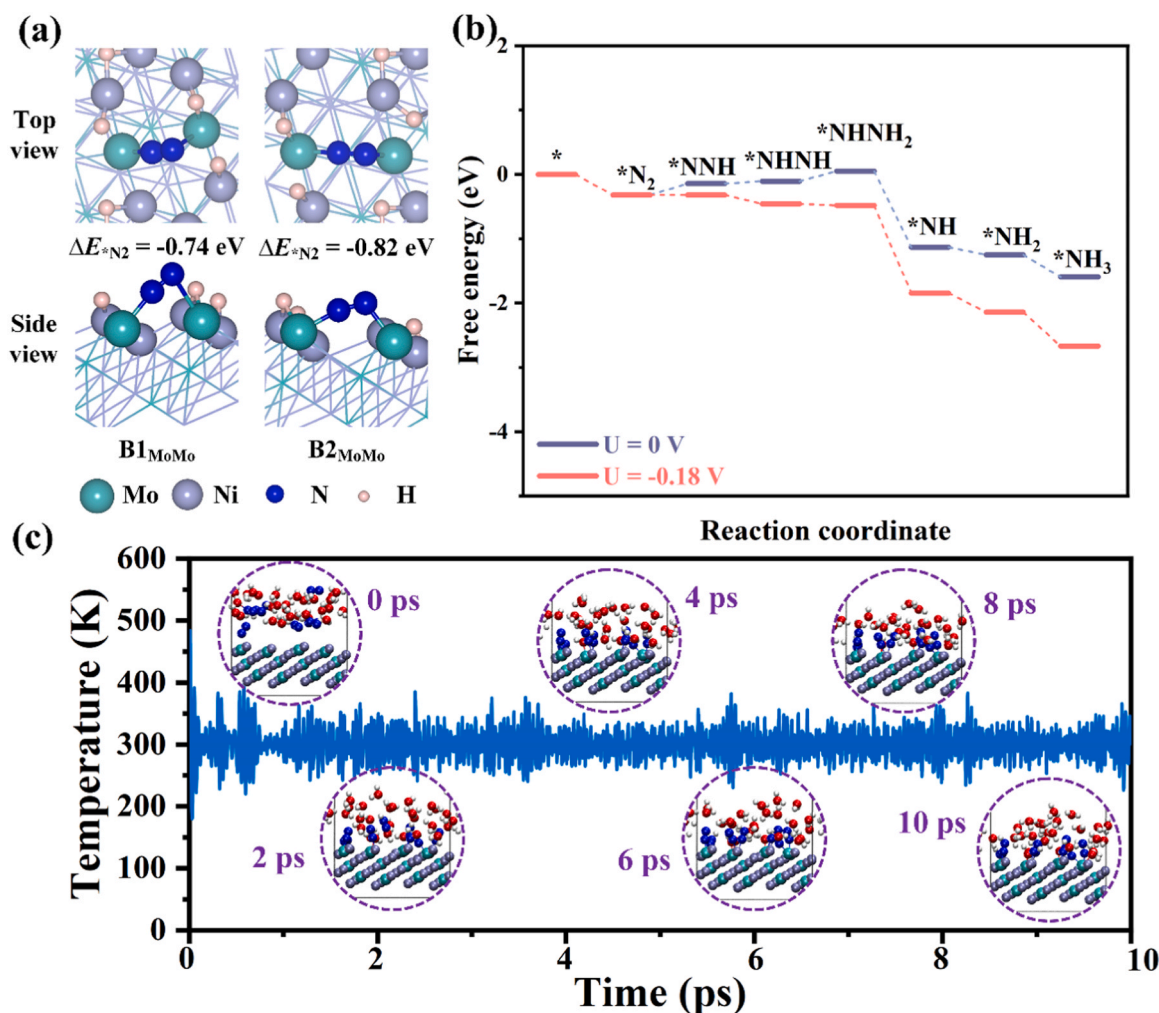 (a)
Top
view
ΔE*N2 = -0.74 eV
ΔE*N2 = -0.82 eV
Side
view
B1MoMo
B2MoMo
Mo
Ni
N
H
(b)
Free energy (eV)
2
0
-2
-4
*
*N₂
*NNH
*NHNH
*NHNH₂
*NH
*NH₂
*NH₃
U = 0 V
U = -0.18 V
Reaction coordinate
(c)
Temperature (K)
600
500
400
300
200
100
0
0 ps
4 ps
8 ps
2 ps
6 ps
10 ps
0
2
4
6
8
10
Time (ps)